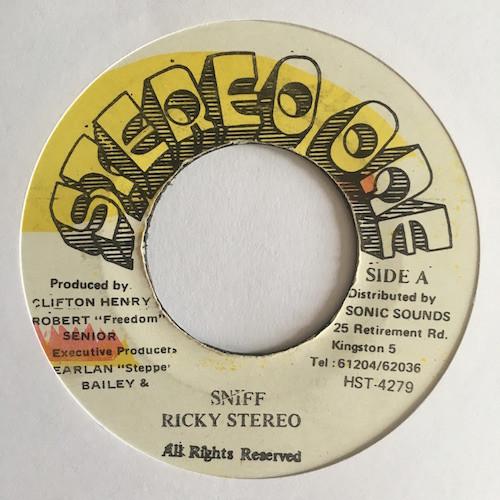 STEREO ONE
Produced by
CLIFTON HENRY
ROBERT "Freedom"
SENIOR
Executive Producers
EARLAN "Steppe
BAILEY &
SIDE A
Distributed by
SONIC SOUNDS
25 Retirement Rd.
Kingston 5
Tel: 61204/62036
HST-4279
SNIFF
RICKY STEREO
All Rights Reserved